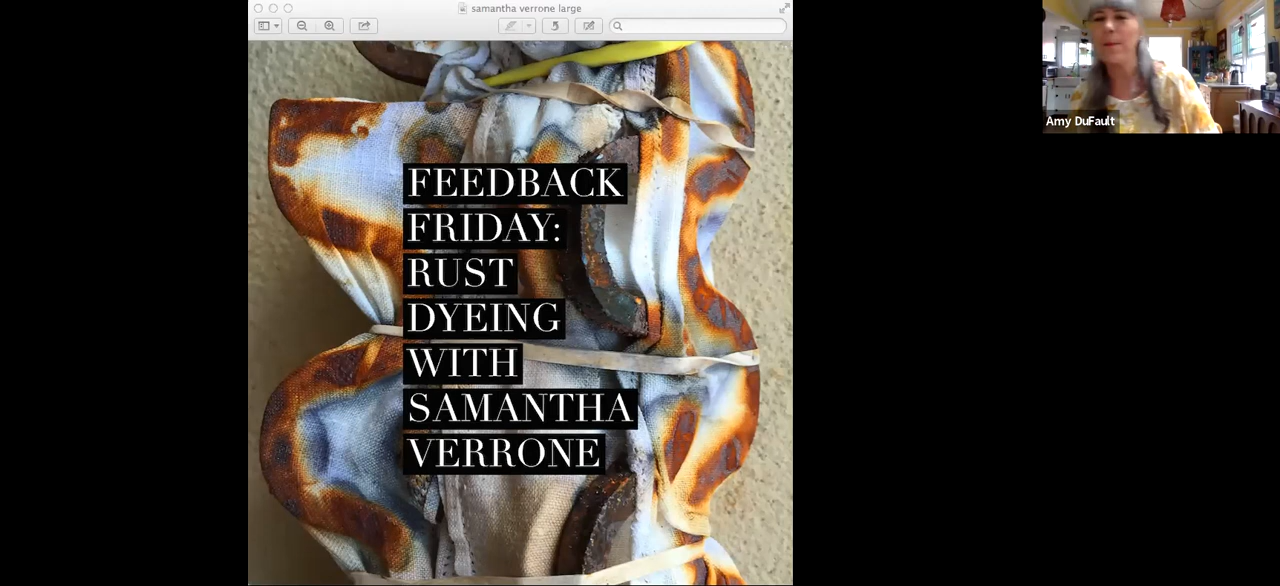 samantha verrone large
FEEDBACK
FRIDAY:
RUST
DYEING
WITH
SAMANTHA
VERRONE
Amy DuFault